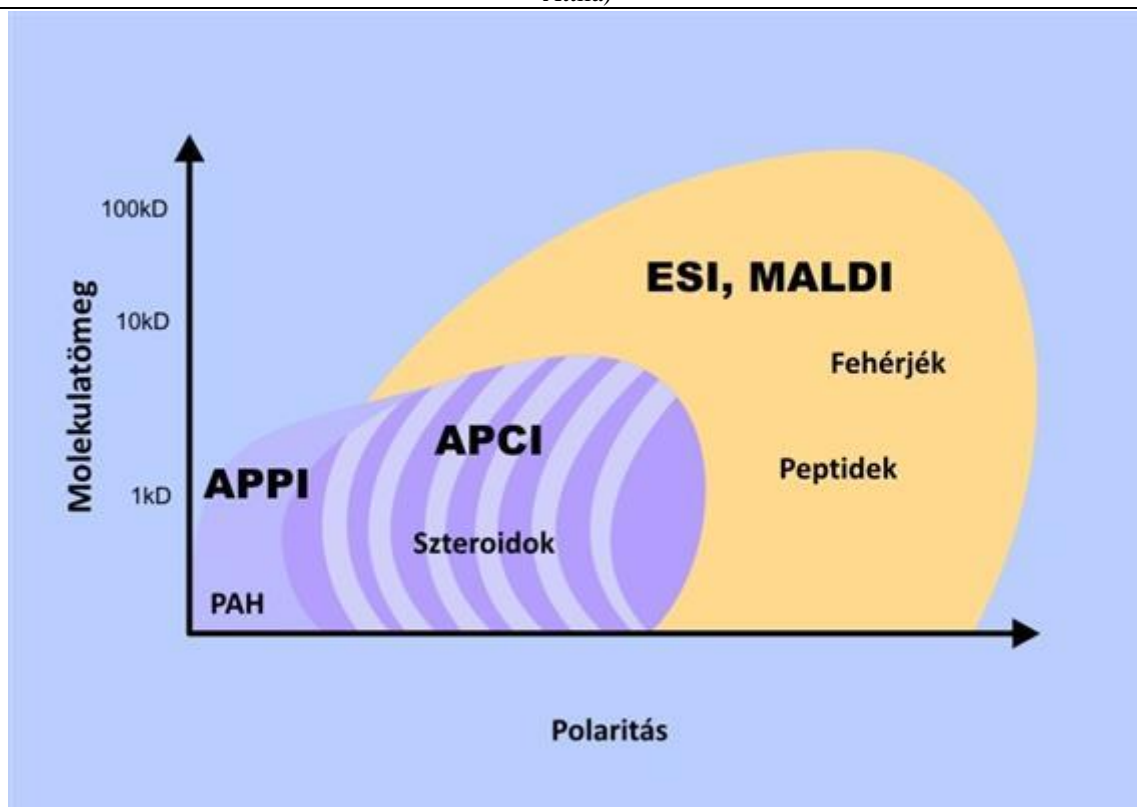 100kD
ESI, MALDI
10kD
Molekulatömeg
Fehérjék
APCI
Peptidek
APPI
1kD
Szteroidok
PAH
Polaritás